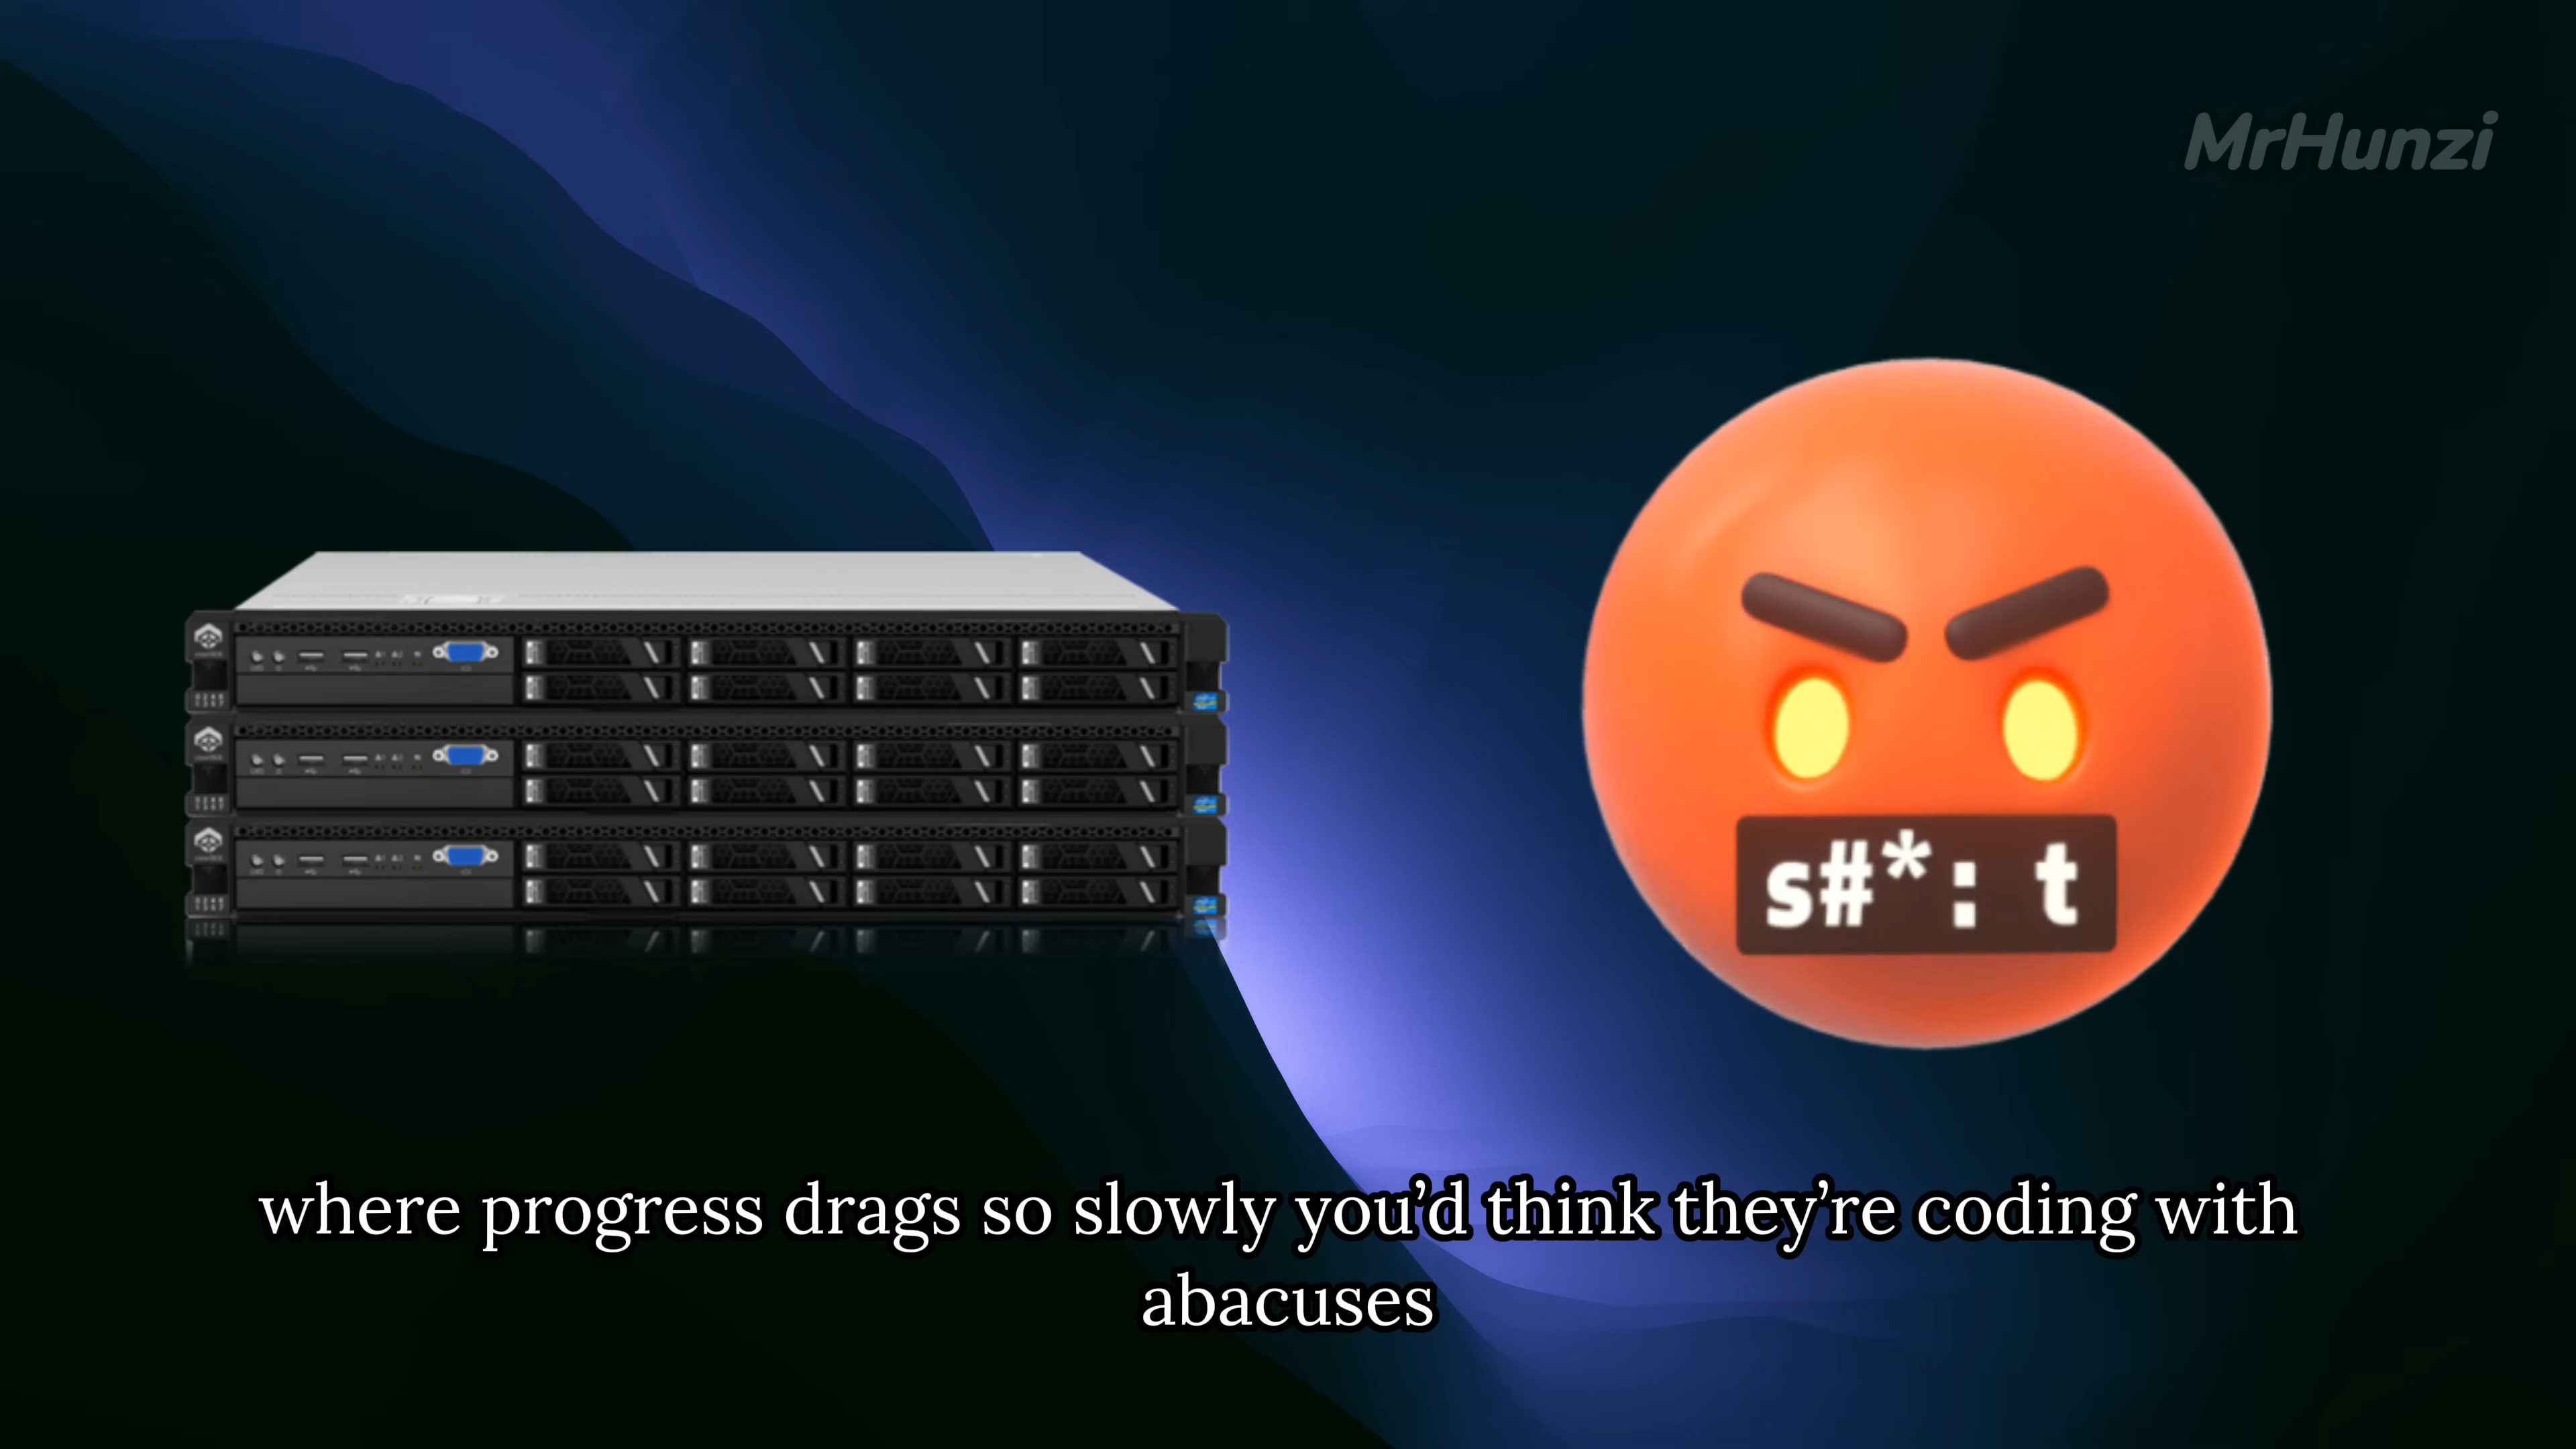 MrHunzi
s#*: t
where progress drags so slowly you’d think they’re coding with
abacuses